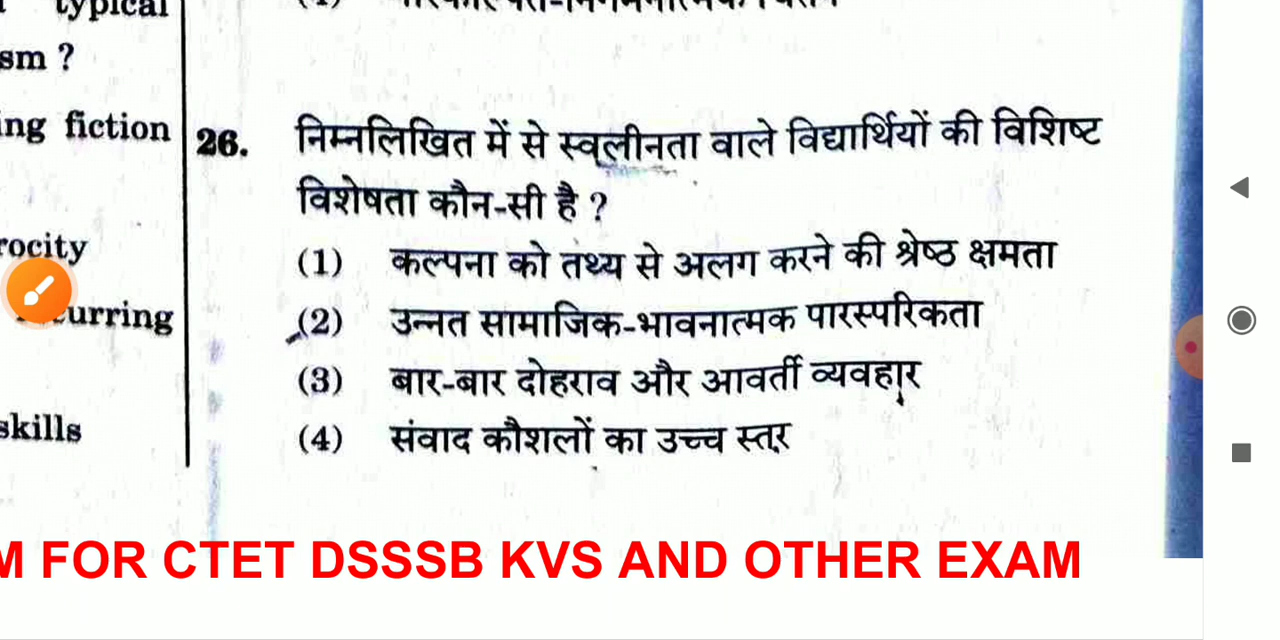 typical
sm ?
ing fiction
26. निम्नलिखित में से स्वलीनता वाले विद्यार्थियों की विशिष्ट
विशेषता कौन-सी है ?
rocity
(1) कल्पना को तथ्य से अलग करने की श्रेष्ठ क्षमता
urring
(2) उन्नत सामाजिक-भावनात्मक पारस्परिकता
(3) बार-बार दोहराव और आवर्ती व्यवहार
skills
(4) संवाद कौशलों का उच्च स्तर
M FOR CTET DSSSB KVS AND OTHER EXAM